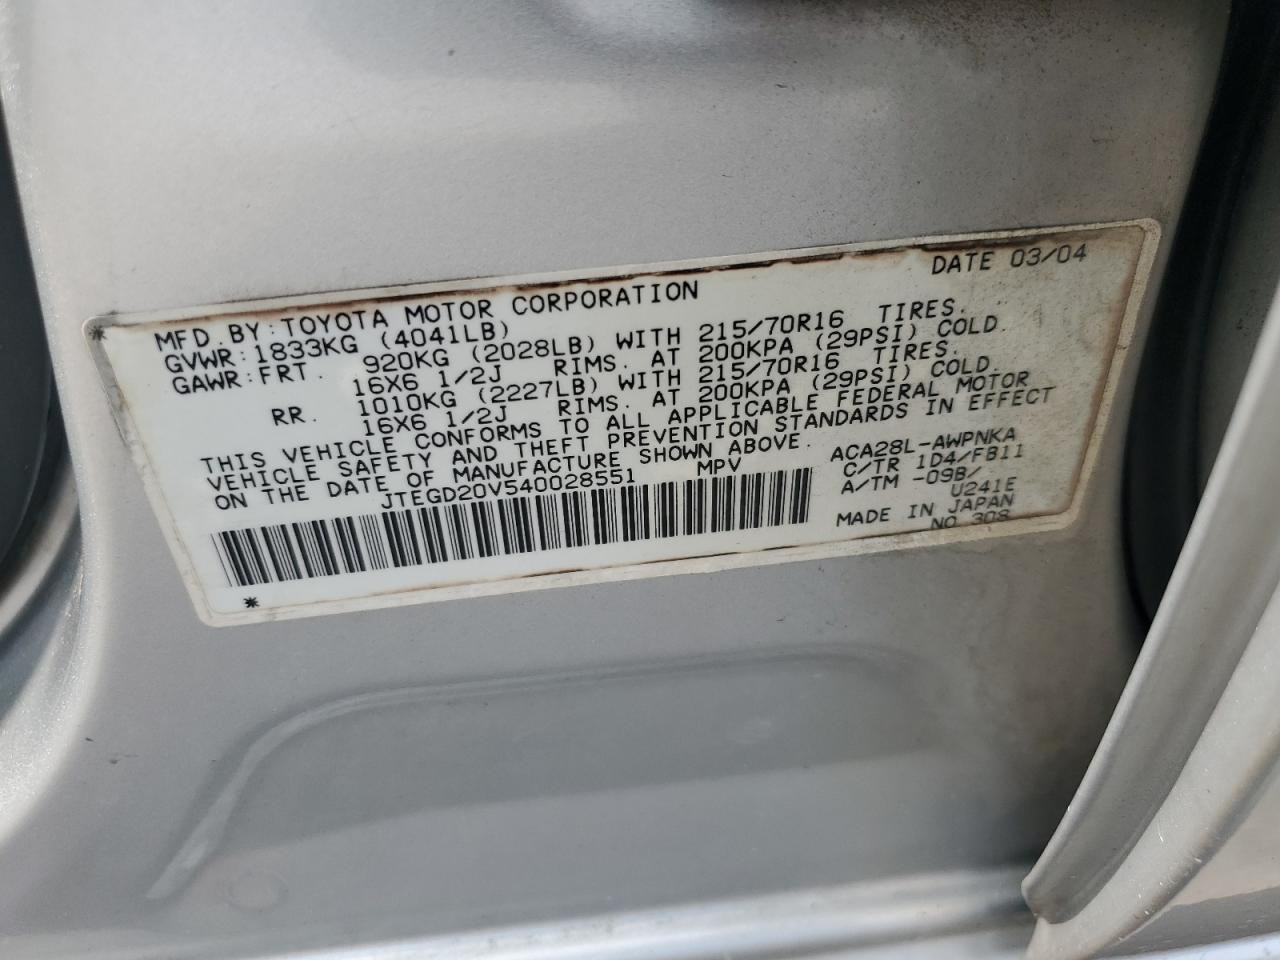 DATE 03/04
MFD. BY: TOYOTA MOTOR CORPORATION
GVWR: 1833KG (4041LB)
GAWR: FRT. 920KG (2028LB) WITH 215/70R16 TIRES.
16X6 1/2J RIMS. AT 200KPA (29PSI) COLD.
RR. 1010KG (2227LB) WITH 215/70R16 TIRES.
16X6 1/2J RIMS. AT 200KPA (29PSI) COLD.
THIS VEHICLE CONFORMS TO ALL APPLICABLE FEDERAL MOTOR
VEHICLE SAFETY AND THEFT PREVENTION STANDARDS IN EFFECT
ON THE DATE OF MANUFACTURE SHOWN ABOVE.
JTEGD20V540028551 MPV
ACA28L-AWPNKA
C/TR 1D4/FB11
A/TM -09B/
U241E
MADE IN JAPAN
NO 308